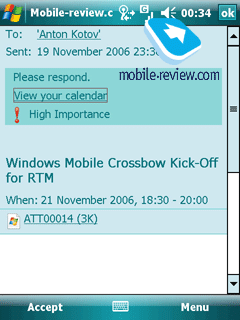 Mobile-review.c G 00:34 ok
To: 'Anton Kotov'
Sent: 19 November 2006 23:30
mobile-review.com
Please respond.
View your calendar
High Importance
Windows Mobile Crossbow Kick-Off
for RTM
When: 21 November 2006, 18:30 - 20:00
ATT00014 (3K)
Accept Menu